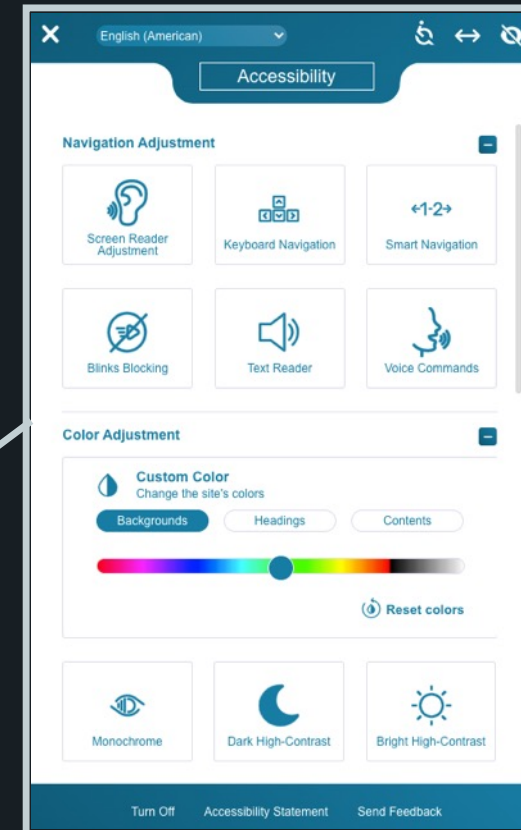 English (American)
Accessibility
Navigation Adjustment
Screen Reader
Adjustment
Keyboard Navigation
←1-2→
Smart Navigation
Blinks Blocking
Text Reader
Voice Commands
Color Adjustment
Custom Color
Change the site's colors
Backgrounds
Headings
Contents
Reset colors
Monochrome
Dark High-Contrast
Bright High-Contrast
Turn Off
Accessibility Statement
Send Feedback